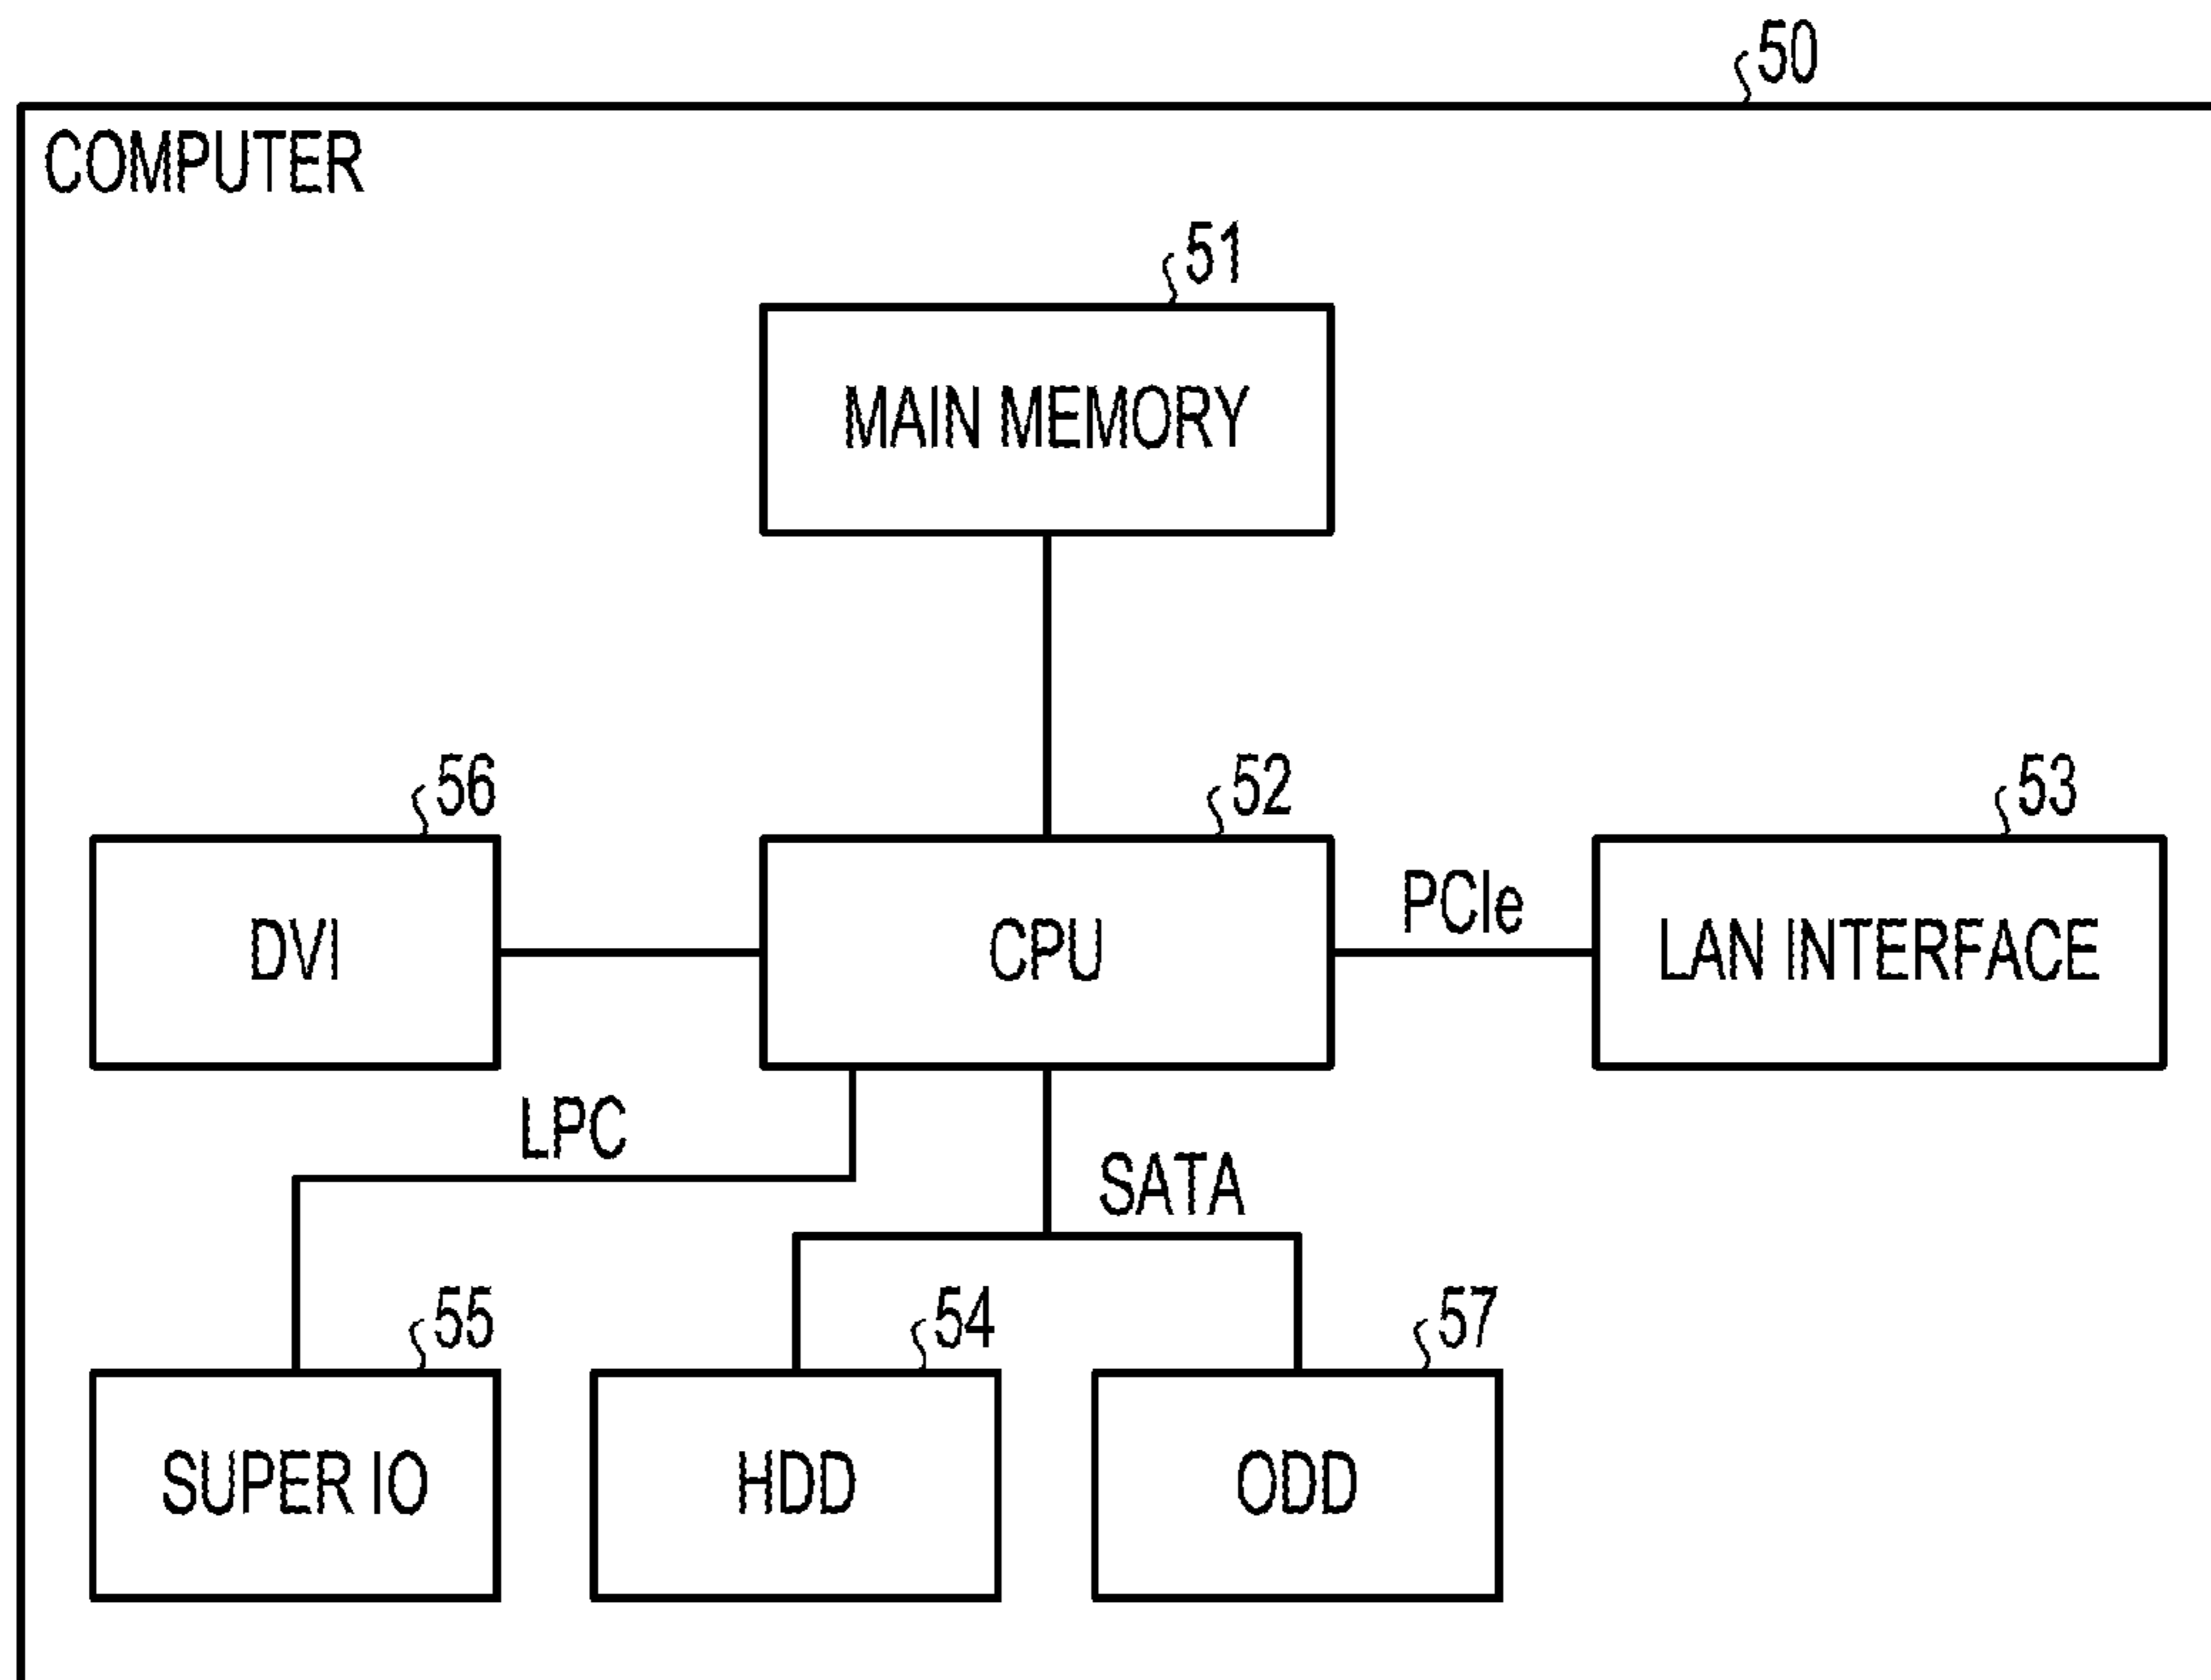 50
COMPUTER
51
MAIN MEMORY
56
52
53
DVI
CPU
PCIe
LAN INTERFACE
LPC
SATA
55
54
57
SUPER IO
HDD
ODD